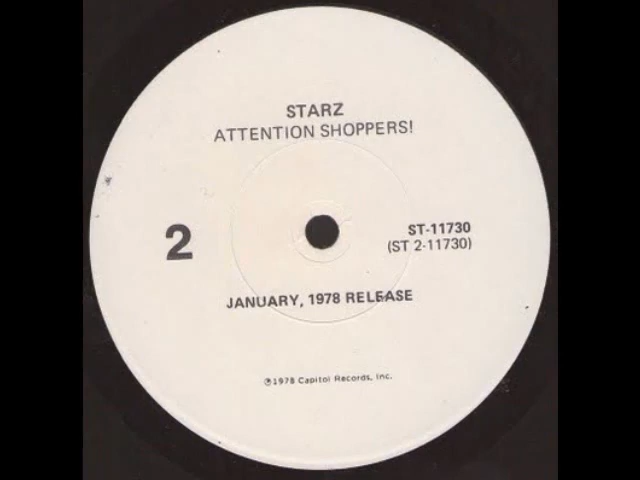 STARZ
ATTENTION SHOPPERS!
2
ST-11730
(ST 2-11730)
JANUARY, 1978 RELEASE
℗1978 Capitol Records, Inc.